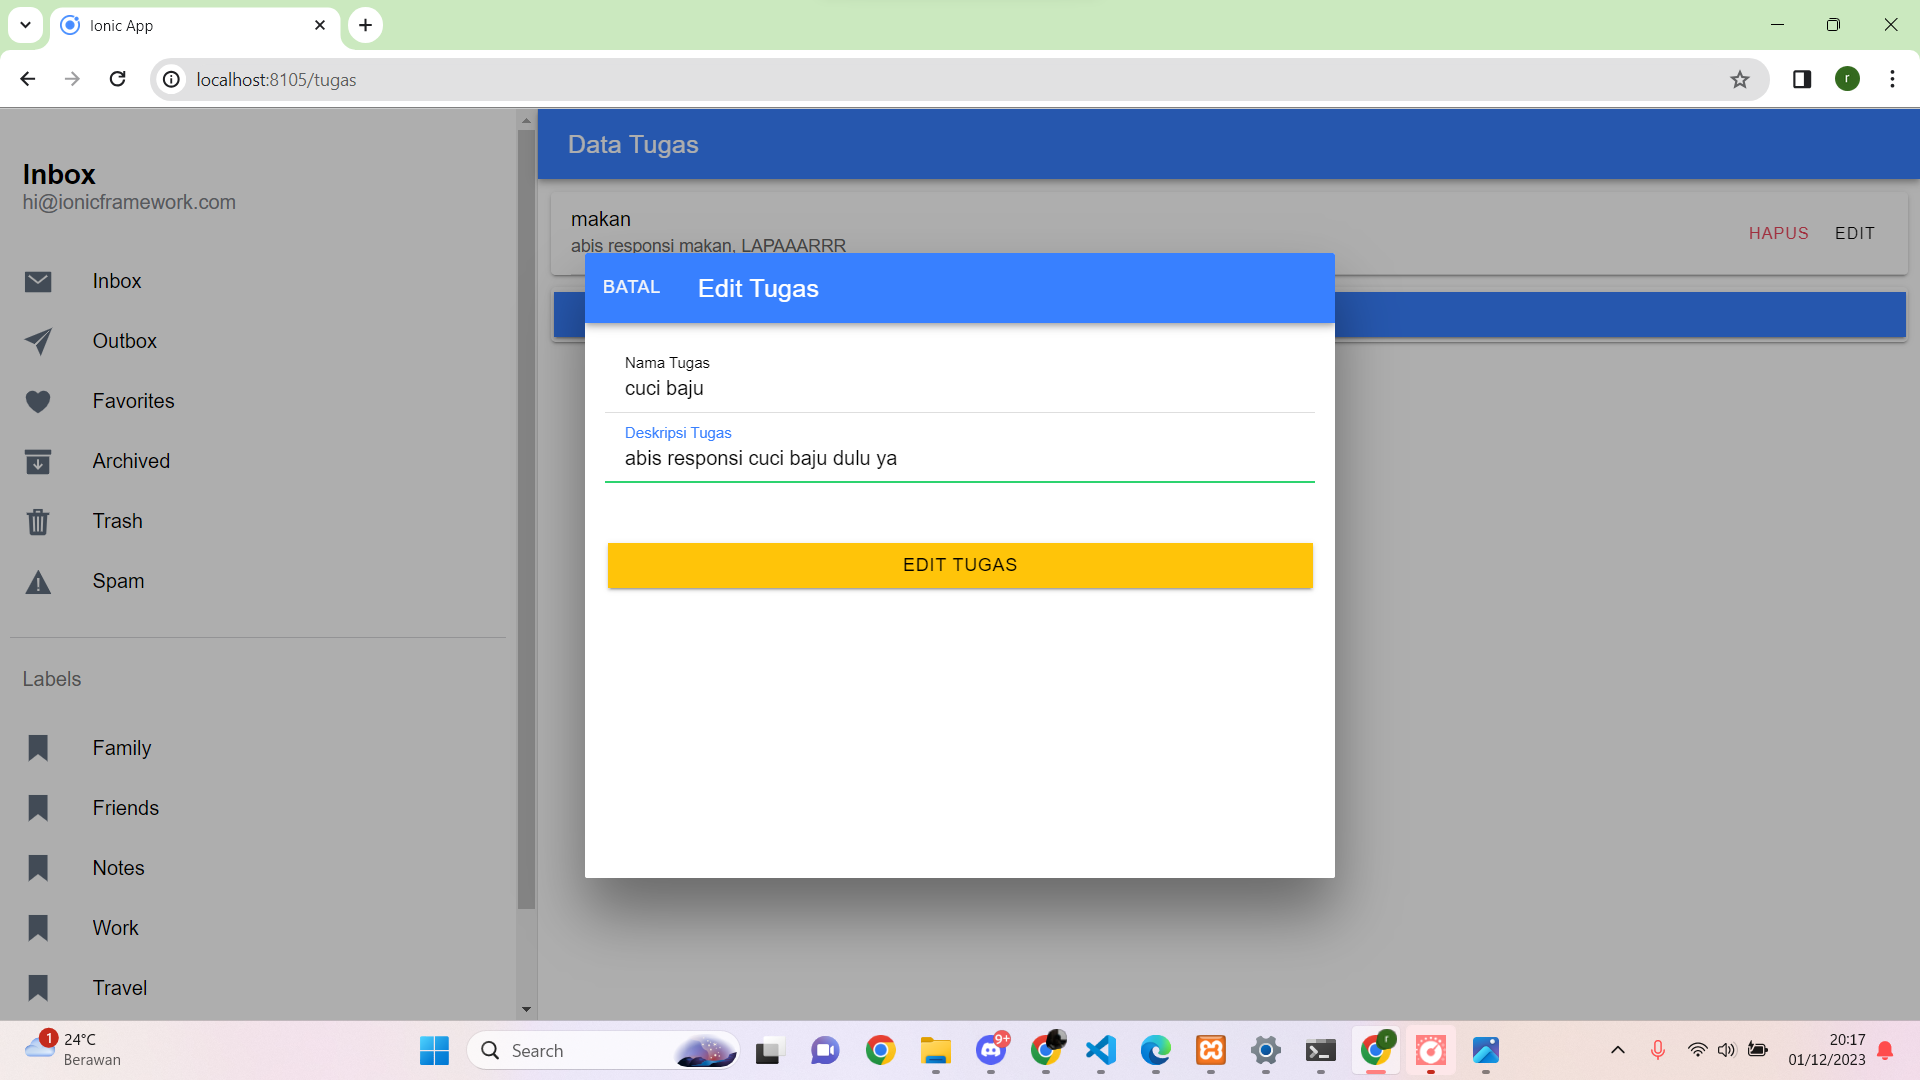 Ionic App
localhost:8105/tugas
r
Inbox
hi@ionicframework.com
Inbox
Outbox
Favorites
Archived
Trash
Spam
Labels
Family
Friends
Notes
Work
Travel
Data Tugas
makan
abis responsi makan, LAPAAARRR
HAPUS EDIT
BATAL Edit Tugas
Nama Tugas
cuci baju
Deskripsi Tugas
abis responsi cuci baju dulu ya
EDIT TUGAS
1
24°C
Berawan
Search
9+
r
20:17
01/12/2023